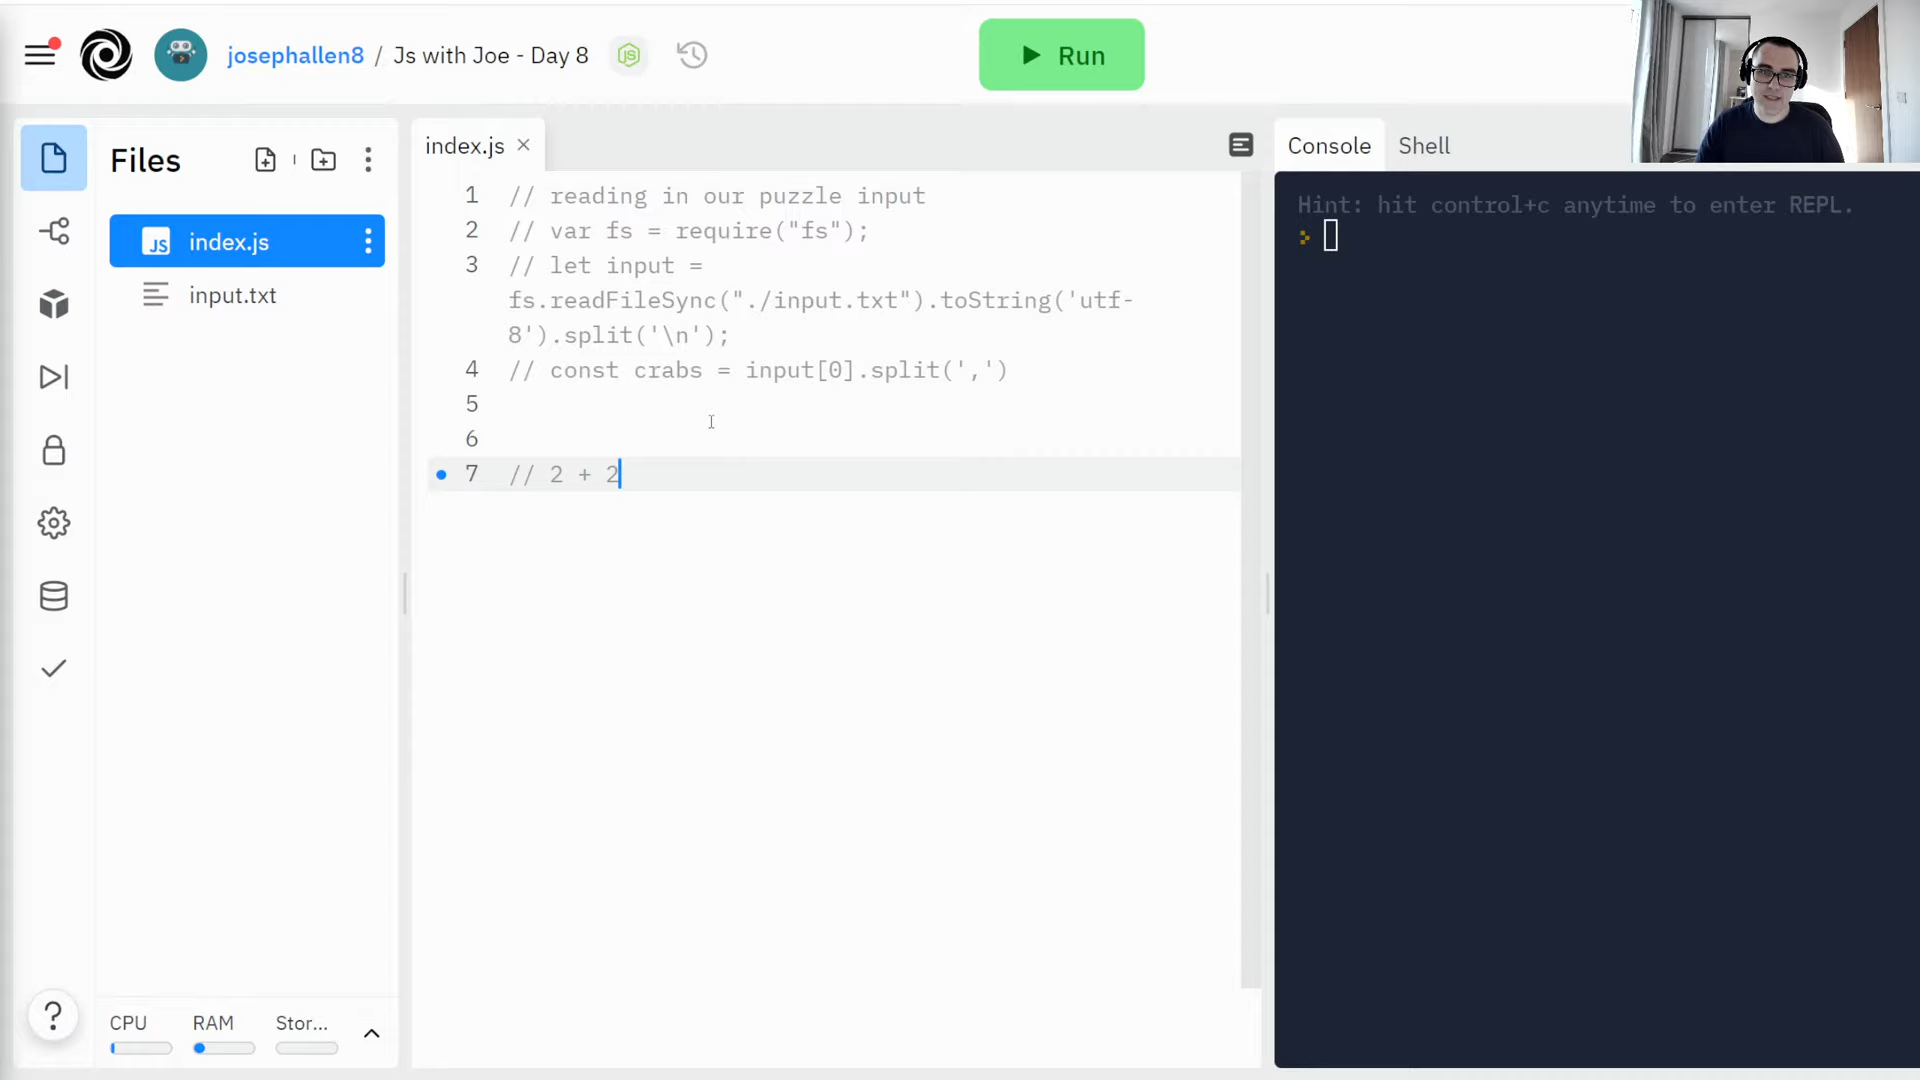 josephallen8 / Js with Joe - Day 8
Run
Files
index.js
input.txt
index.js
1 // reading in our puzzle input
2 // var fs = require("fs");
3 // let input =
fs.readFileSync("./input.txt").toString('utf-
8').split('\n');
4 // const crabs = input[0].split(',')
5
6
7 // 2 + 2
Console
Shell
Hint: hit control+c anytime to enter REPL.
>
CPU
RAM
Stor...
?